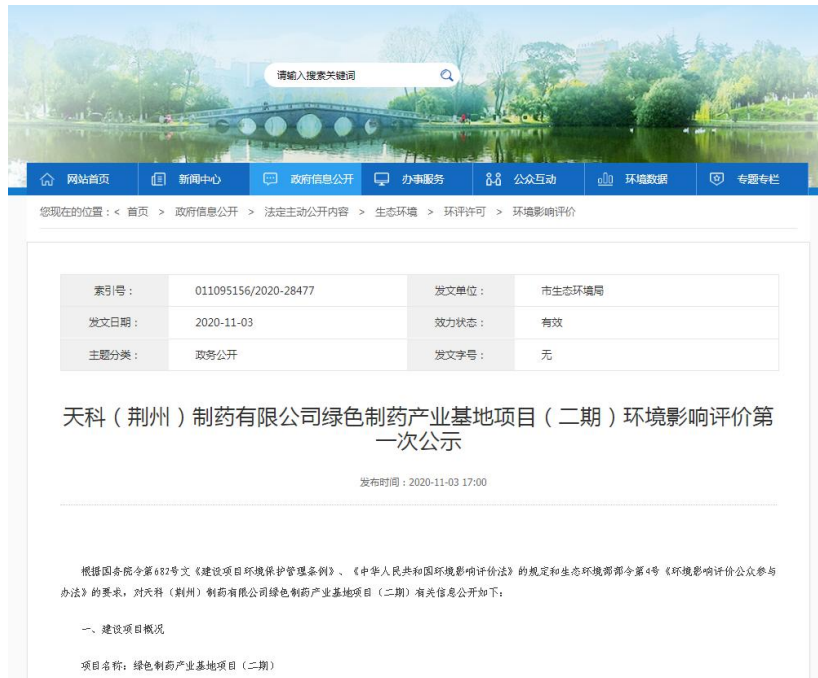 请输入搜索关键词
网站首页 新闻中心 政府信息公开 办事服务 公众互动 环境数据 专题专栏
您现在的位置：< 首页 > 政府信息公开 > 法定主动公开内容 > 生态环境 > 环评许可 > 环境影响评价
索引号： 011095156/2020-28477 发文单位： 市生态环境局
发文日期： 2020-11-03 效力状态： 有效
主题分类： 政务公开 发文字号： 无
天科（荆州）制药有限公司绿色制药产业基地项目（二期）环境影响评价第
一次公示
发布时间：2020-11-03 17:00
根据国务院令第682号文《建设项目环境保护管理条例》、《中华人民共和国环境影响评价法》的规定和生态环境部部令第4号《环境影响评价公众参与
办法》的要求，对天科（荆州）制药有限公司绿色制药产业基地项目（二期）有关信息公开如下：
一、建设项目概况
项目名称：绿色制药产业基地项目（二期）